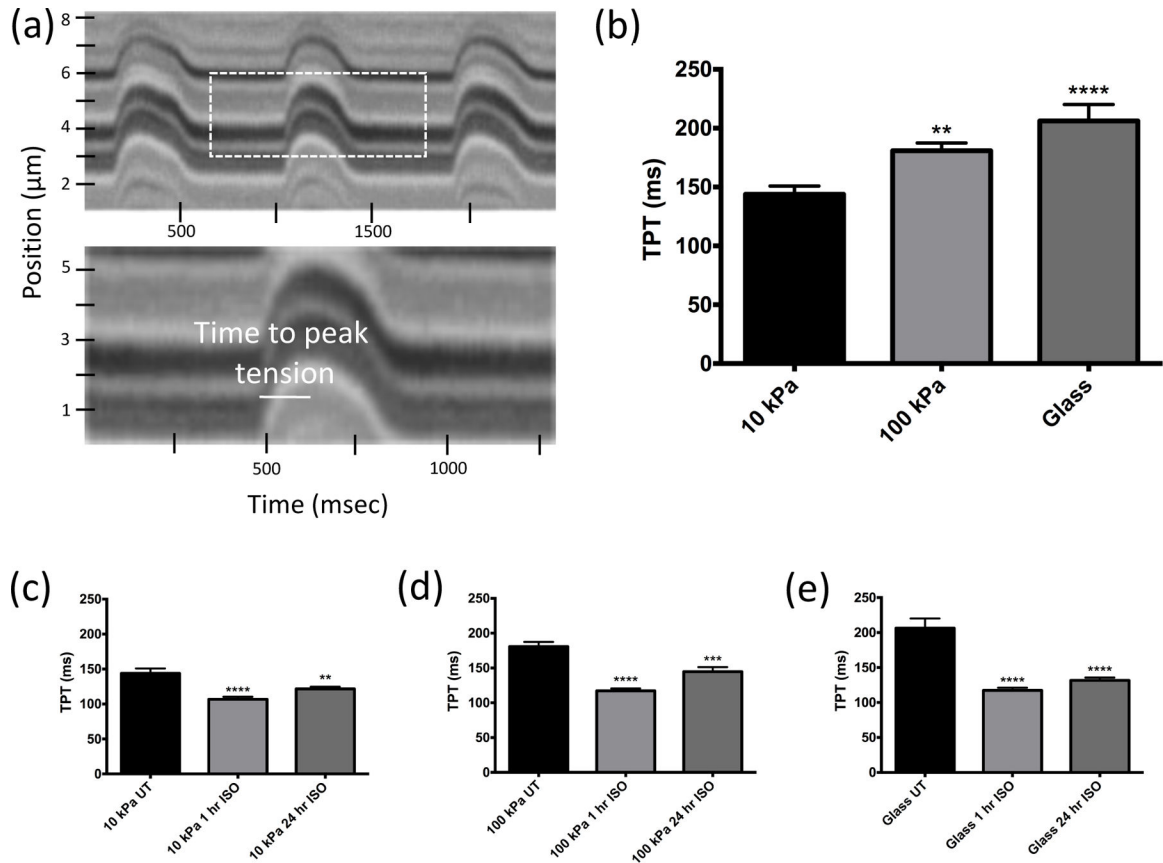 (a)
8
6
4
2
Position (μm)
500
1500
5
3
1
Time to peak
tension
500
1000
Time (msec)
(b)
250
200
150
100
50
0
TPT (ms)
**
****
10 kPa
100 kPa
Glass
(c)
250
200
150
100
50
0
TPT (ms)
****
**
10 kPa UT
10 kPa 1 hr ISO
10 kPa 24 hr ISO
(d)
250
200
150
100
50
0
TPT (ms)
****
***
100 kPa UT
100 kPa 1 hr ISO
100 kPa 24 hr ISO
(e)
250
200
150
100
50
0
TPT (ms)
****
****
Glass UT
Glass 1 hr ISO
Glass 24 hr ISO